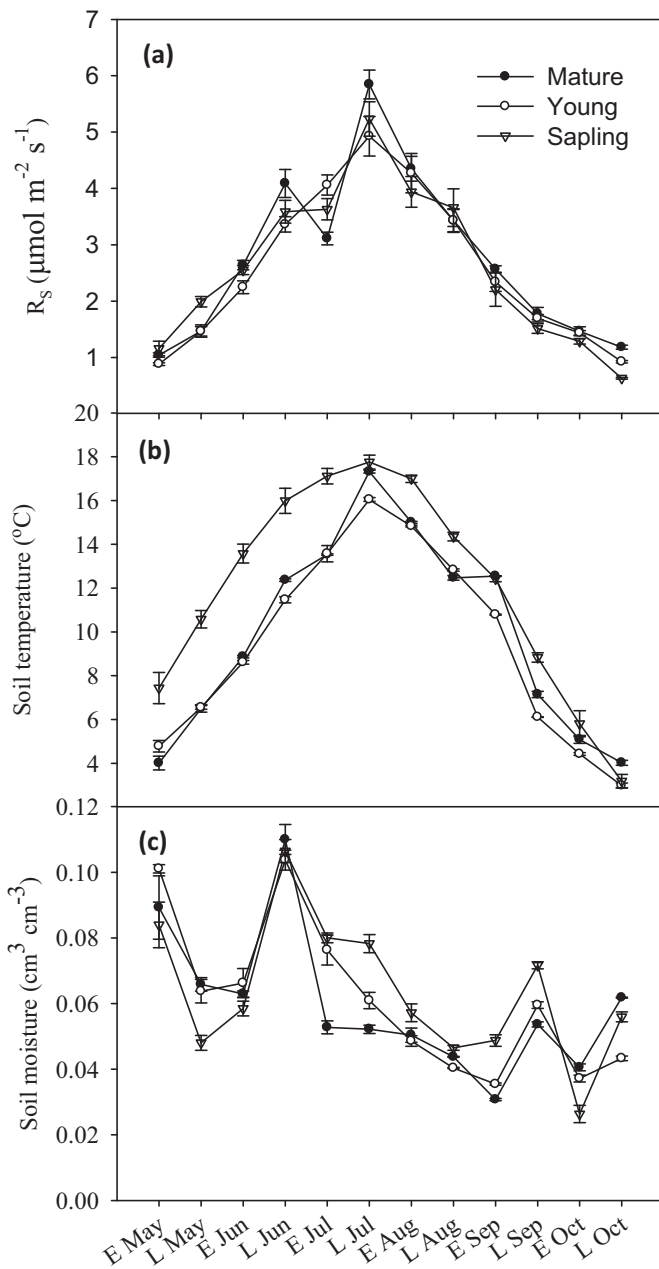 (a)
Mature
Young
Sapling
7
6
5
4
3
2
1
R_s (µmol m⁻² s⁻¹)
(b)
20
18
16
14
12
10
8
6
4
Soil temperature (°C)
(c)
0.12
0.10
0.08
0.06
0.04
0.02
0.00
Soil moisture (cm³ cm⁻³)
E May
L May
E Jun
L Jun
E Jul
L Jul
E Aug
L Aug
E Sep
L Sep
E Oct
L Oct